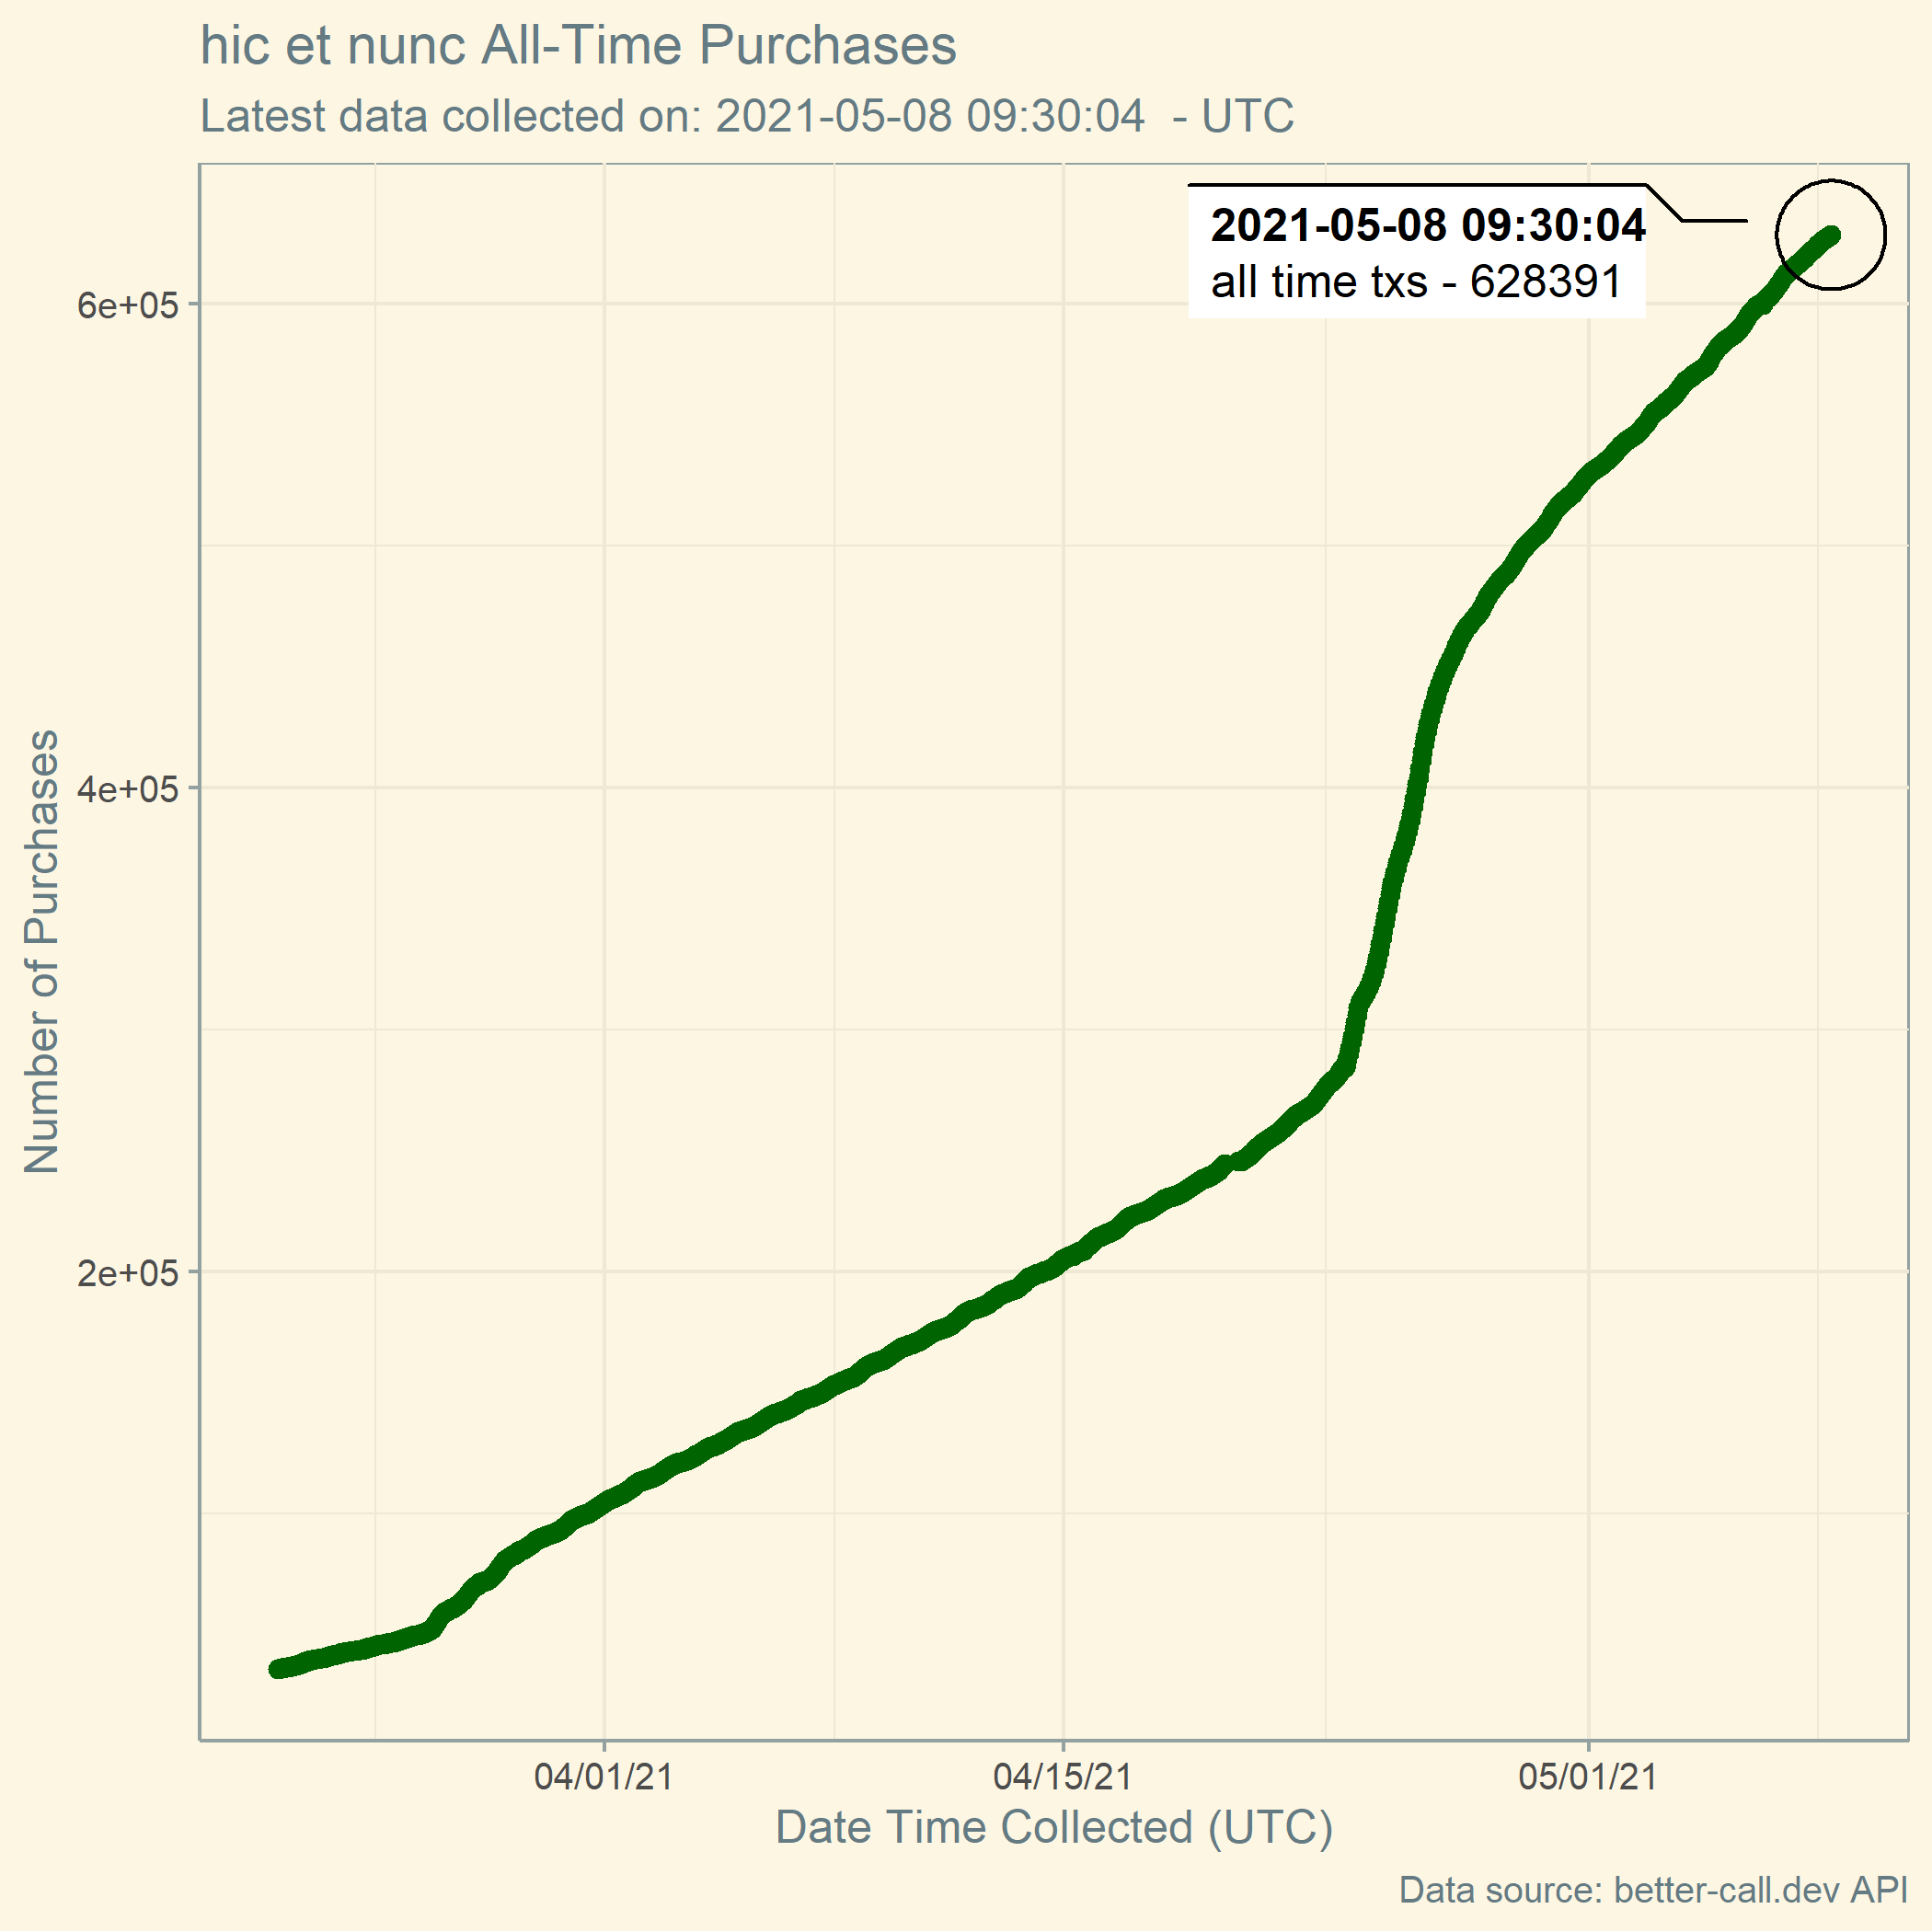 hic et nunc All-Time Purchases
Latest data collected on: 2021-05-08 09:30:04  - UTC
2021-05-08 09:30:04
all time txs - 628391
6e+05
4e+05
2e+05
Number of Purchases
04/01/21
04/15/21
05/01/21
Date Time Collected (UTC)
Data source: better-call.dev API